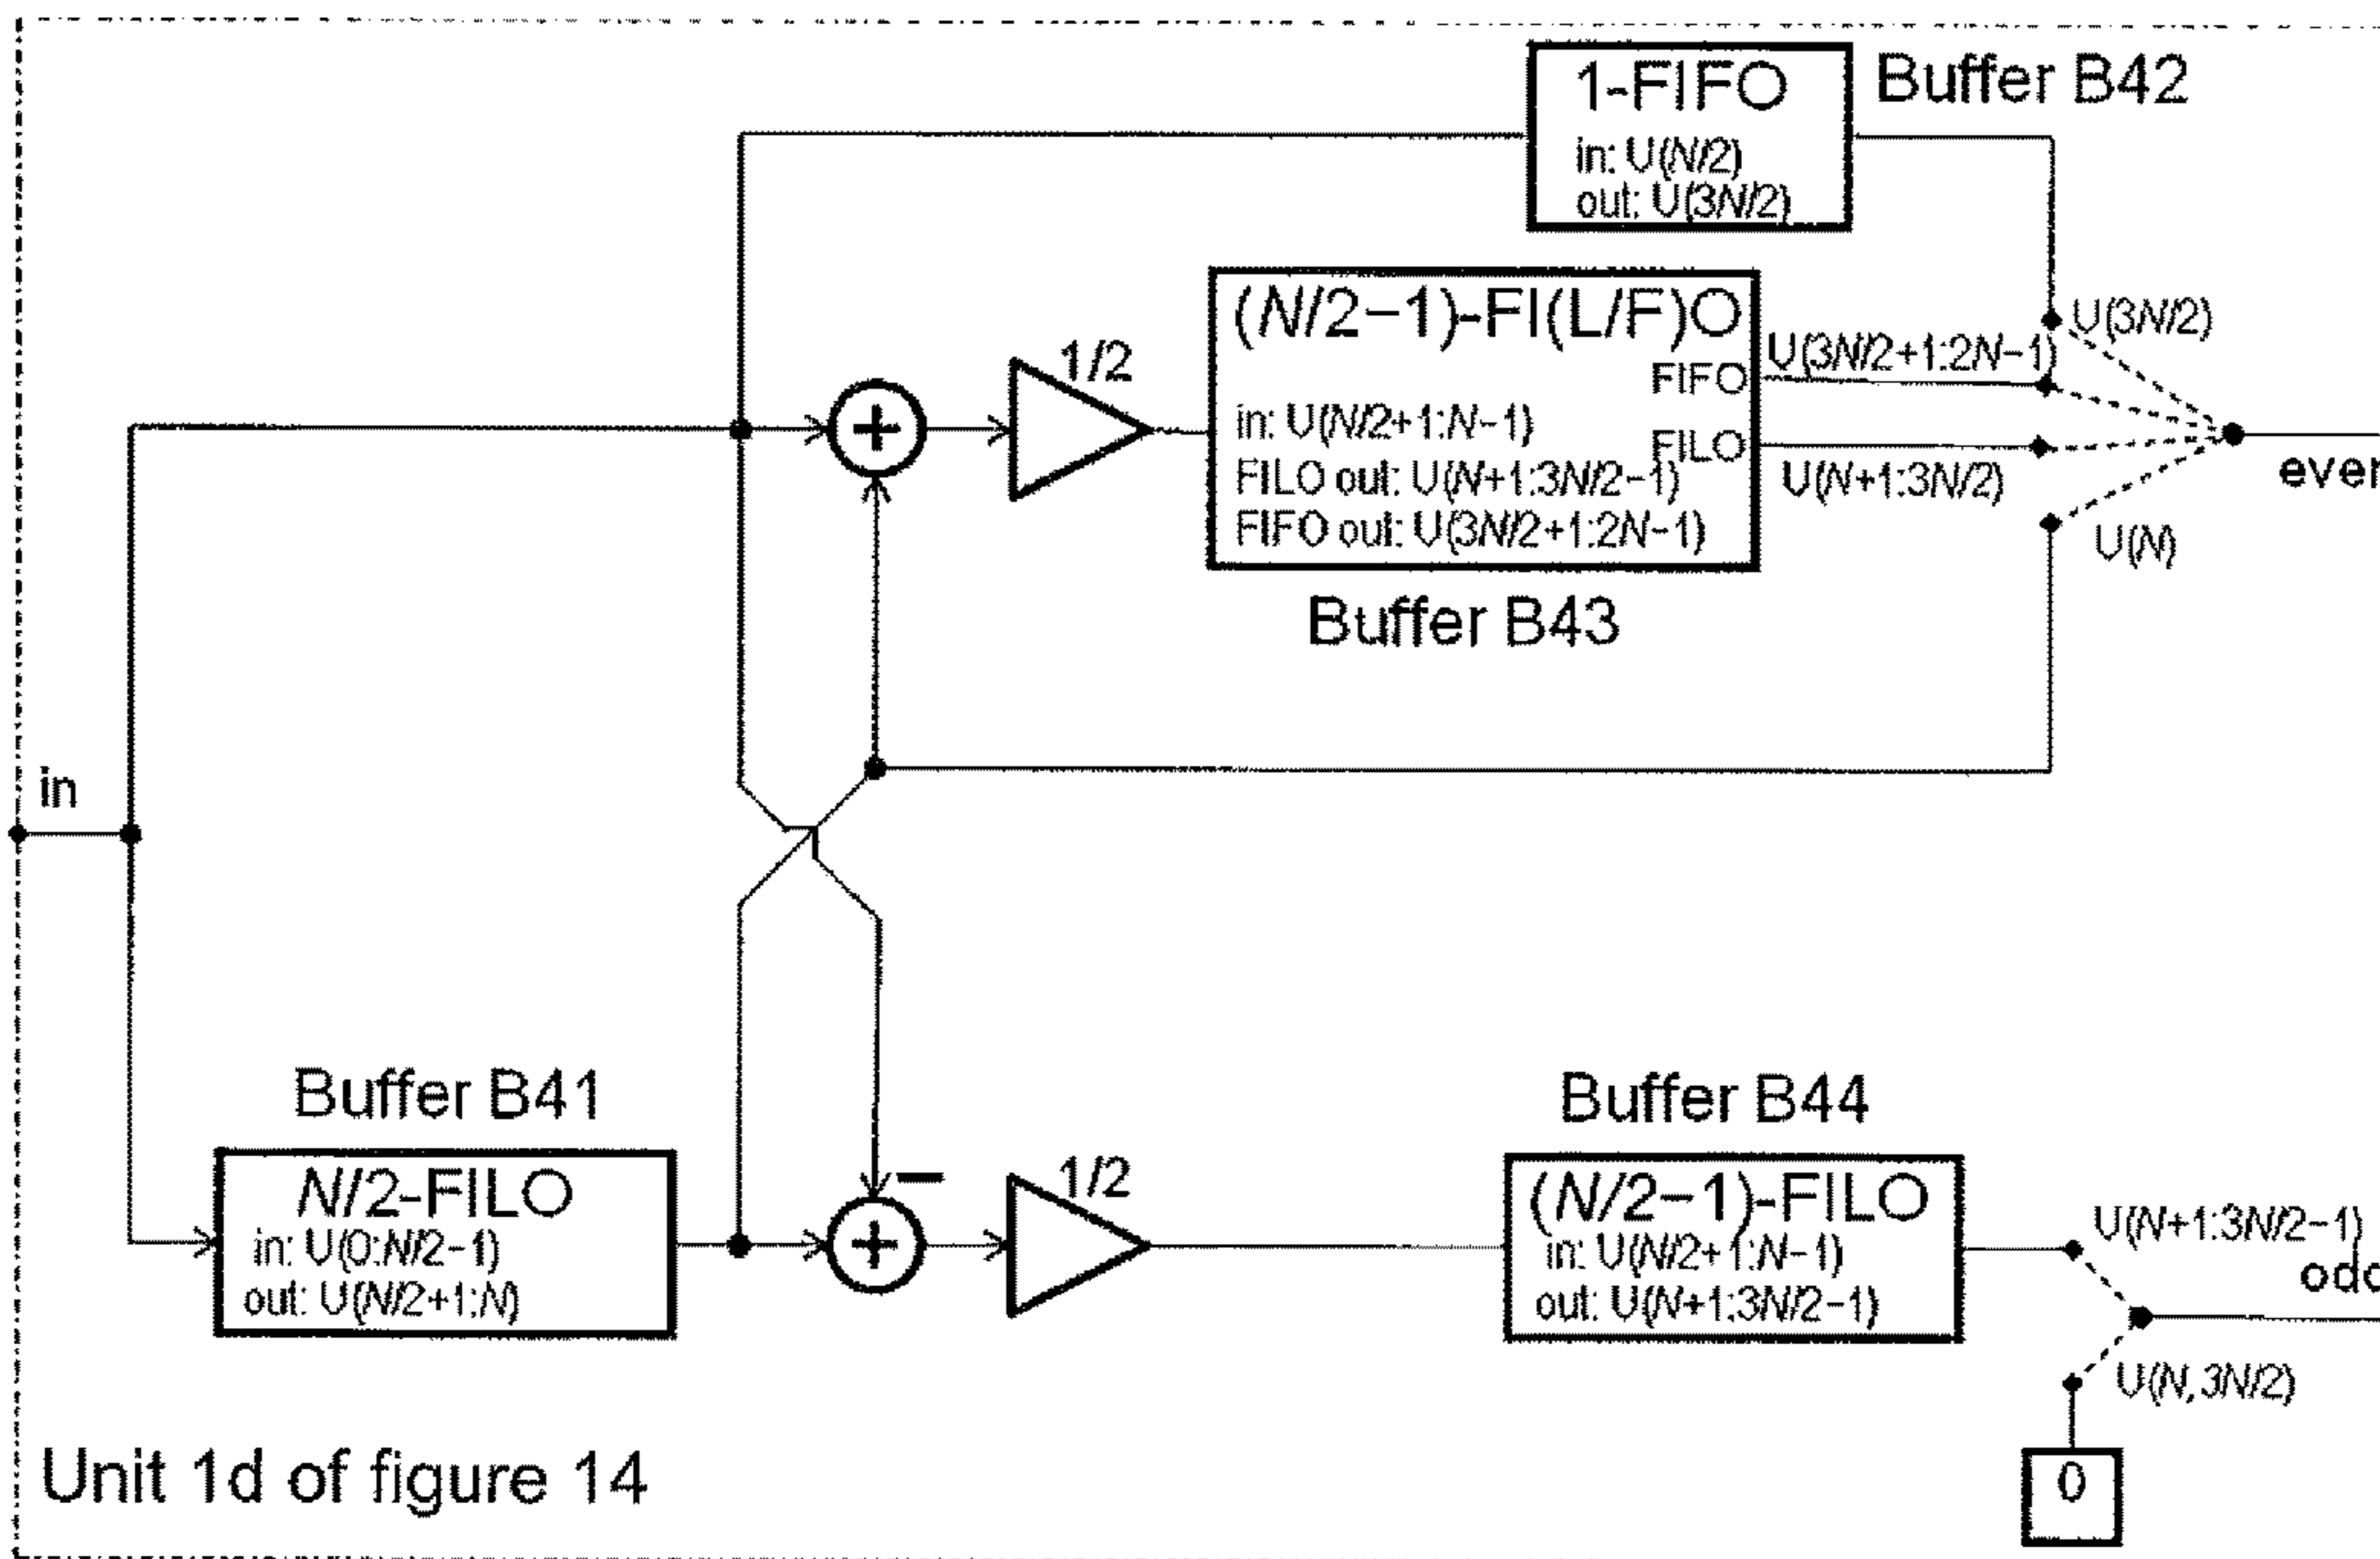 1-FIFO
in: U(N/2)
out: U(3N/2)
Buffer B42
U(3N/2)
(N/2−1)-FI(L/F)O
FIFO
in: U(N/2+1:N−1)
FILO
FILO out: U(N+1:3N/2−1)
FIFO out: U(3N/2+1:2N−1)
Buffer B43
1/2
+
U(3N/2+1:2N−1)
U(N+1:3N/2)
U(N)
in
Buffer B41
N/2-FILO
in: U(0:N/2−1)
out: U(N/2+1:N)
−
+
1/2
Buffer B44
(N/2−1)-FILO
in: U(N/2+1:N−1)
out: U(N+1:3N/2−1)
U(N+1:3N/2−1)
U(N,3N/2)
0
Unit 1d of figure 14